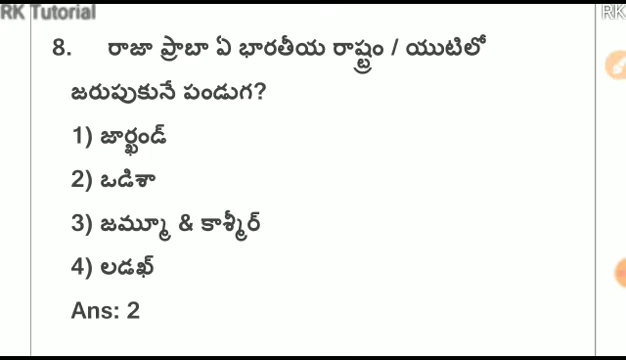 RK Tutorial
RK
8. రాజా ప్రాబా ఏ భారతీయ రాష్ట్రం / యుటిలో
జరుపుకునే పండుగ?
1) జార్ఖండ్
2) ఒడిశా
3) జమ్మూ & కాశ్మీర్
4) లడఖ్
Ans: 2